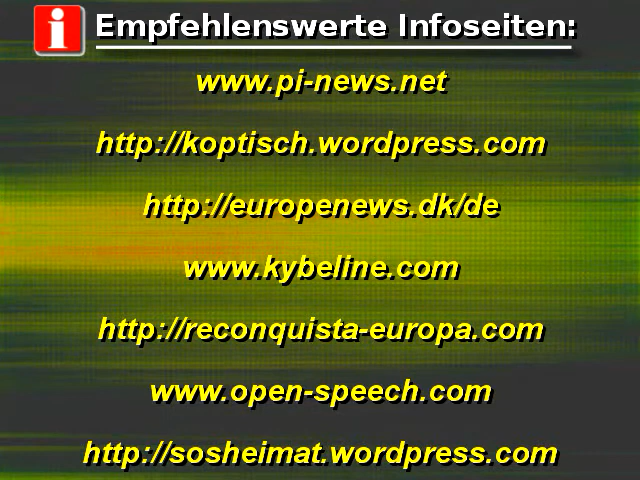 i Empfehlenswerte Infoseiten:
www.pi-news.net
http://koptisch.wordpress.com
http://europenews.dk/de
www.kybeline.com
http://reconquista-europa.com
www.open-speech.com
http://sosheimat.wordpress.com